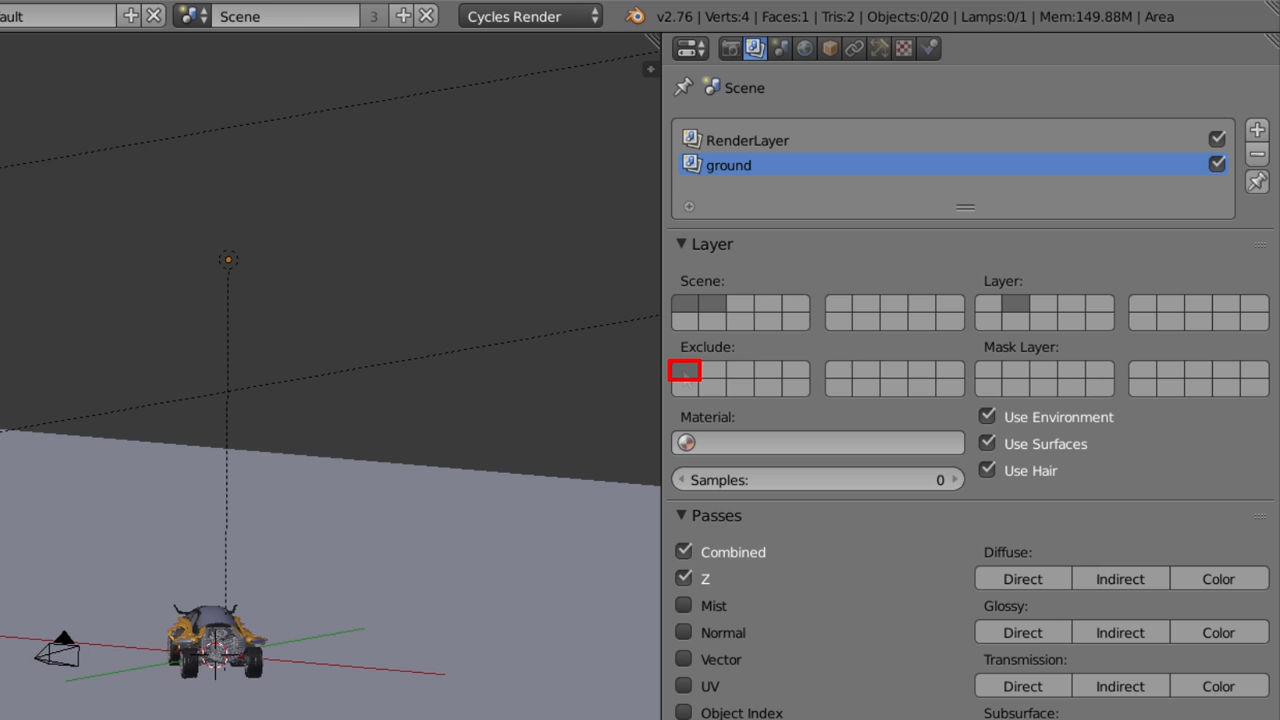 ault Scene 3 Cycles Render v2.76 | Verts:4 | Faces:1 | Tris:2 | Objects:0/20 | Lamps:0/1 | Mem:149.88M | Area
Scene
RenderLayer
ground
Layer
Scene: Layer:
Exclude: Mask Layer:
Material: Use Environment
Use Surfaces
Samples: 0 Use Hair
Passes
Combined Diffuse:
Z Direct Indirect Color
Mist Glossy:
Normal Direct Indirect Color
Vector Transmission:
UV Direct Indirect Color
Object Index Subsurface: